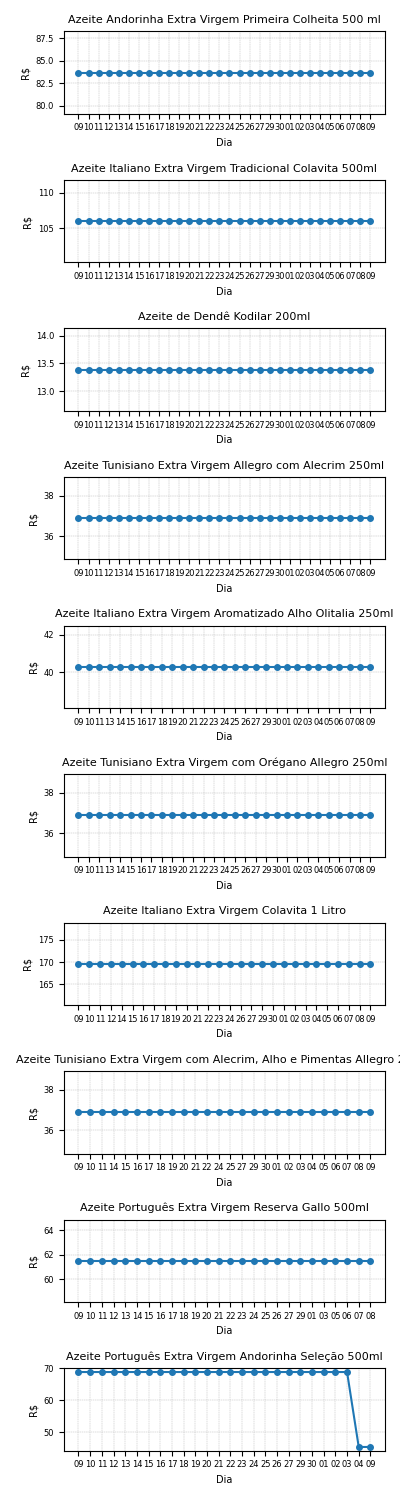 Azeite Andorinha Extra Virgem Primeira Colheita 500 ml
87.5
85.0
82.5
80.0
R$
09 10 11 12 13 14 15 16 17 18 19 20 21 22 23 24 25 26 27 29 30 01 02 03 04 05 06 07 08 09
Dia
Azeite Italiano Extra Virgem Tradicional Colavita 500ml
110
105
R$
09 10 11 12 13 14 15 16 17 18 19 20 21 22 23 24 25 26 27 29 30 01 02 03 04 05 06 07 08 09
Dia
Azeite de Dendê Kodilar 200ml
14.0
13.5
13.0
R$
09 10 11 12 13 14 15 16 17 18 19 20 21 22 23 24 25 26 27 29 30 01 02 03 04 05 06 07 08 09
Dia
Azeite Tunisiano Extra Virgem Allegro com Alecrim 250ml
38
36
R$
09 10 11 12 13 14 15 16 17 18 19 20 21 22 23 24 25 26 27 29 30 01 02 03 04 05 06 07 08 09
Dia
Azeite Italiano Extra Virgem Aromatizado Alho Olitalia 250ml
42
40
R$
09 10 11 12 13 14 15 16 17 18 19 20 21 22 23 24 25 26 27 29 30 01 02 03 04 06 07 08 09
Dia
Azeite Tunisiano Extra Virgem com Orégano Allegro 250ml
38
36
R$
09 10 11 12 13 14 15 16 17 18 19 20 21 22 23 24 25 26 27 29 30 01 02 03 04 06 07 08 09
Dia
Azeite Italiano Extra Virgem Colavita 1 Litro
175
170
165
R$
09 10 11 12 13 14 15 16 17 18 19 20 21 22 23 24 25 26 27 29 30 01 02 04 05 06 07 09
Dia
Azeite Tunisiano Extra Virgem com Alecrim, Alho e Pimentas Allegro 2
38
36
R$
09 10 11 12 13 14 15 16 17 18 19 21 22 24 25 27 29 30 01 02 03 04 06 07 08 09
Dia
Azeite Português Extra Virgem Reserva Gallo 500ml
64
62
60
R$
09 10 11 12 13 14 15 16 17 18 19 20 21 22 23 24 25 26 29 01 03 04 05 06 07 08
Dia
Azeite Português Extra Virgem Andorinha Seleção 500ml
70
60
50
R$
09 10 11 12 13 14 15 16 17 18 19 20 21 22 23 24 25 26 27 29 30 01 02 03 04 09
Dia